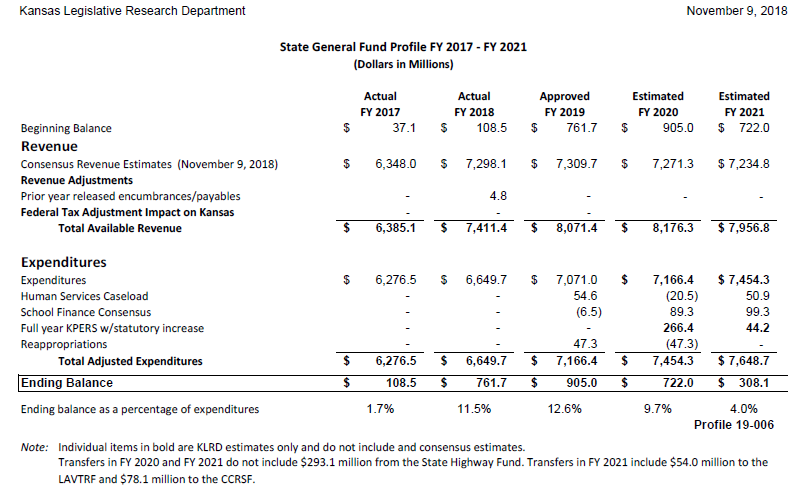 Kansas Legislative Research Department November 9, 2018
State General Fund Profile FY 2017 - FY 2021
(Dollars in Millions)
Actual Actual Approved Estimated Estimated
FY 2017 FY 2018 FY 2019 FY 2020 FY 2021
Beginning Balance $ 37.1 $ 108.5 $ 761.7 $ 905.0 $ 722.0
Revenue
Consensus Revenue Estimates (November 9, 2018) $ 6,348.0 $ 7,298.1 $ 7,309.7 $ 7,271.3 $ 7,234.8
Revenue Adjustments
Prior year released encumbrances/payables - 4.8 - - -
Federal Tax Adjustment Impact on Kansas - - -
Total Available Revenue $ 6,385.1 $ 7,411.4 $ 8,071.4 $ 8,176.3 $ 7,956.8
Expenditures
Expenditures $ 6,276.5 $ 6,649.7 $ 7,071.0 $ 7,166.4 $ 7,454.3
Human Services Caseload - - 54.6 (20.5) 50.9
School Finance Consensus - - (6.5) 89.3 99.3
Full year KPERS w/statutory increase - - - 266.4 44.2
Reappropriations - - 47.3 (47.3) -
Total Adjusted Expenditures $ 6,276.5 $ 6,649.7 $ 7,166.4 $ 7,454.3 $ 7,648.7
Ending Balance $ 108.5 $ 761.7 $ 905.0 $ 722.0 $ 308.1
Ending balance as a percentage of expenditures 1.7% 11.5% 12.6% 9.7% 4.0%
Profile 19-006
Note: Individual items in bold are KLRD estimates only and do not include and consensus estimates.
Transfers in FY 2020 and FY 2021 do not include $293.1 million from the State Highway Fund. Transfers in FY 2021 include $54.0 million to the
LAVTRF and $78.1 million to the CCRSF.